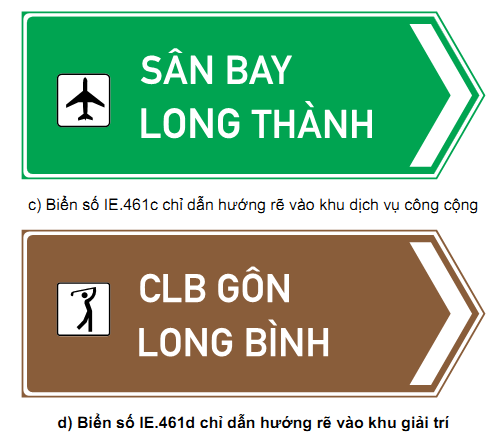 SÂN BAY
LONG THÀNH
c) Biển số IE.461c chỉ dẫn hướng rẽ vào khu dịch vụ công cộng
CLB GÔN
LONG BÌNH
d) Biển số IE.461d chỉ dẫn hướng rẽ vào khu giải trí